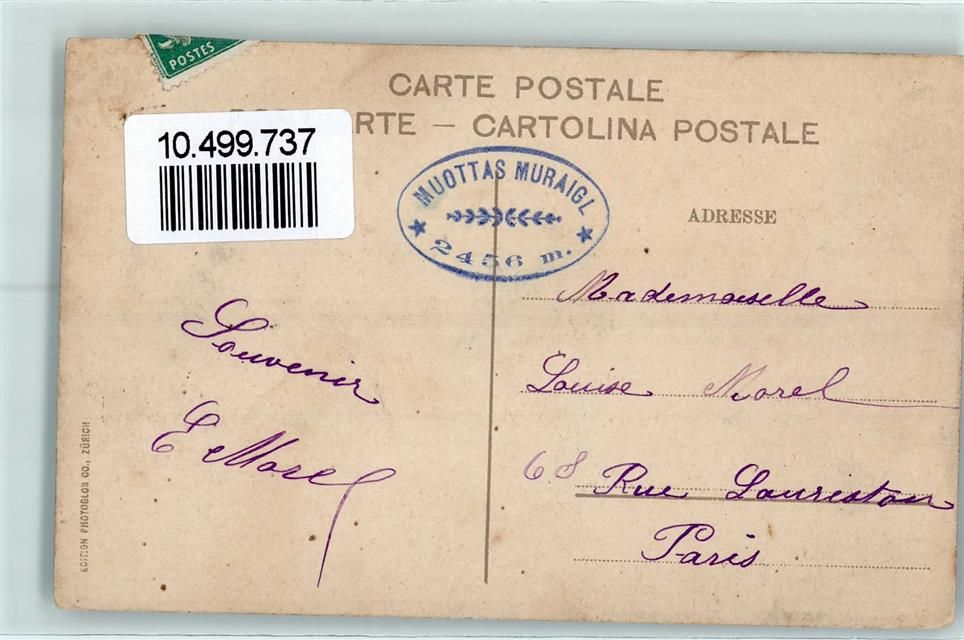 POSTES
CARTE POSTALE
RTE – CARTOLINA POSTALE
10.499.737
MUOTTAS MURAIGL
2456 m.
ADRESSE
Mademoiselle
Louise Morel
68 Rue Lauriston
Paris
Souvenir
E Morel
EDITION PHOTOGLOB CO., ZÜRICH